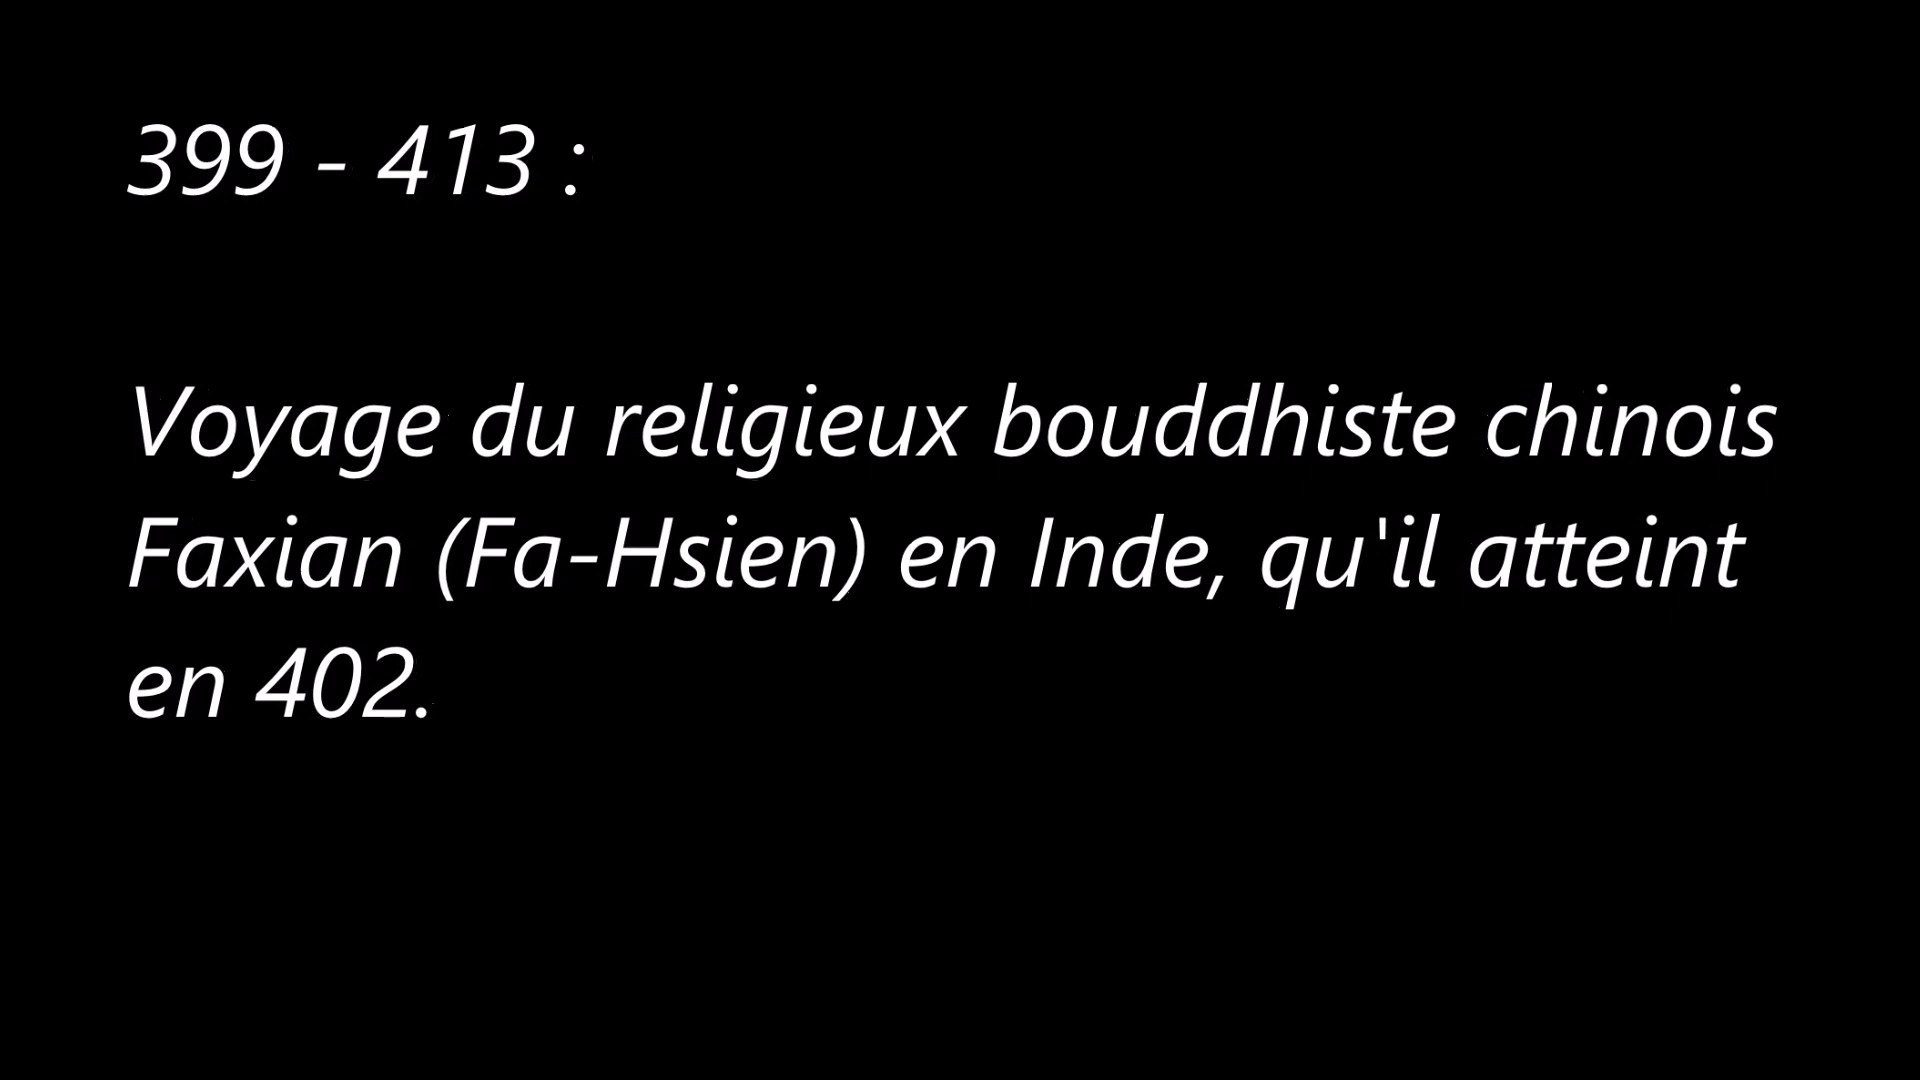 399 - 413 :
Voyage du religieux bouddhiste chinois
Faxian (Fa-Hsien) en Inde, qu'il atteint
en 402.